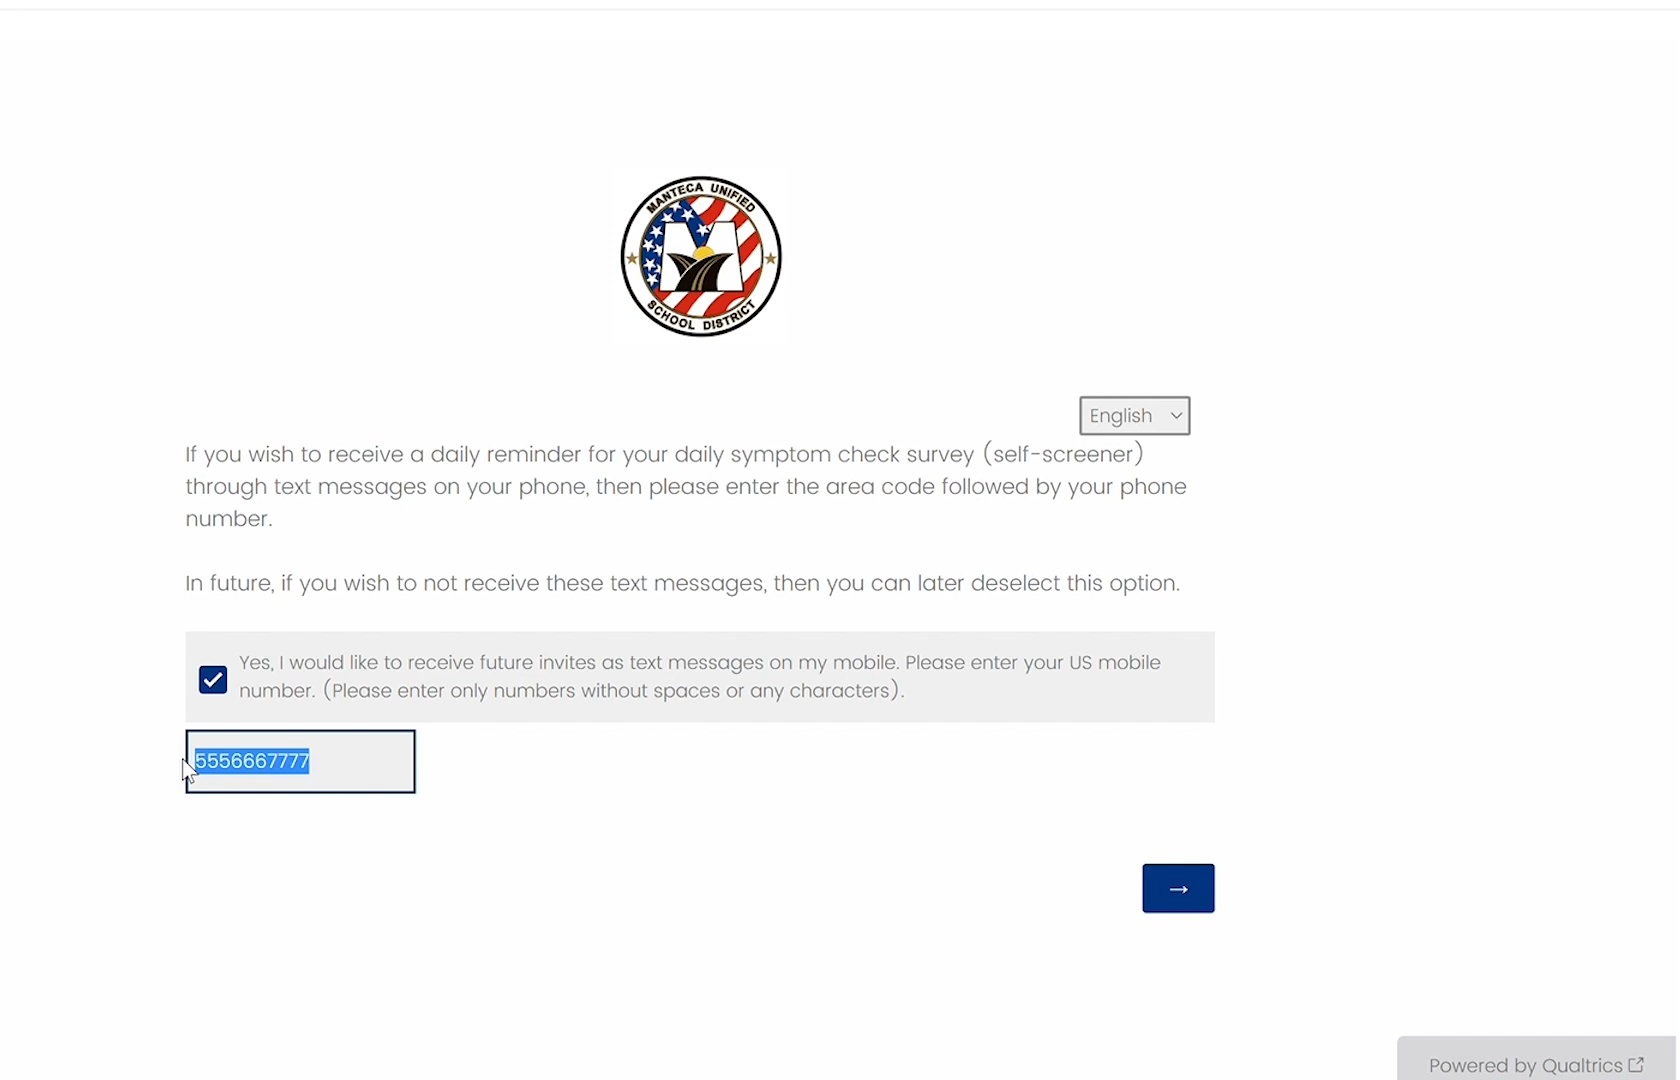 MANTECA UNIFIED
SCHOOL DISTRICT
English
If you wish to receive a daily reminder for your daily symptom check survey (self-screener)
through text messages on your phone, then please enter the area code followed by your phone
number.
In future, if you wish to not receive these text messages, then you can later deselect this option.
Yes, I would like to receive future invites as text messages on my mobile. Please enter your US mobile
number. (Please enter only numbers without spaces or any characters).
5556667777
→
Powered by Qualtrics